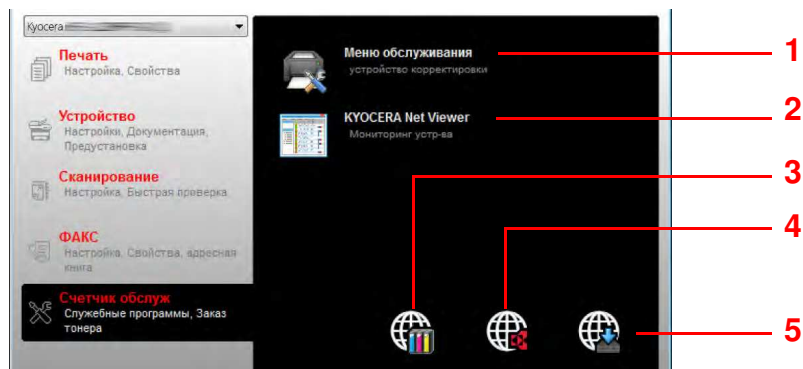 Kyocera
Печать
Настройка, Свойства
Устройство
Настройки, Документация,
Предустановка
Сканирование
Настройка, Быстрая проверка
ФАКС
Настройка, Свойства, адресная
книга
Счетчик обслуж
Служебные программы, Заказ
тонера
Меню обслуживания
устройство корректировки
KYOCERA Net Viewer
Мониторинг устр-ва
1
2
3
4
5